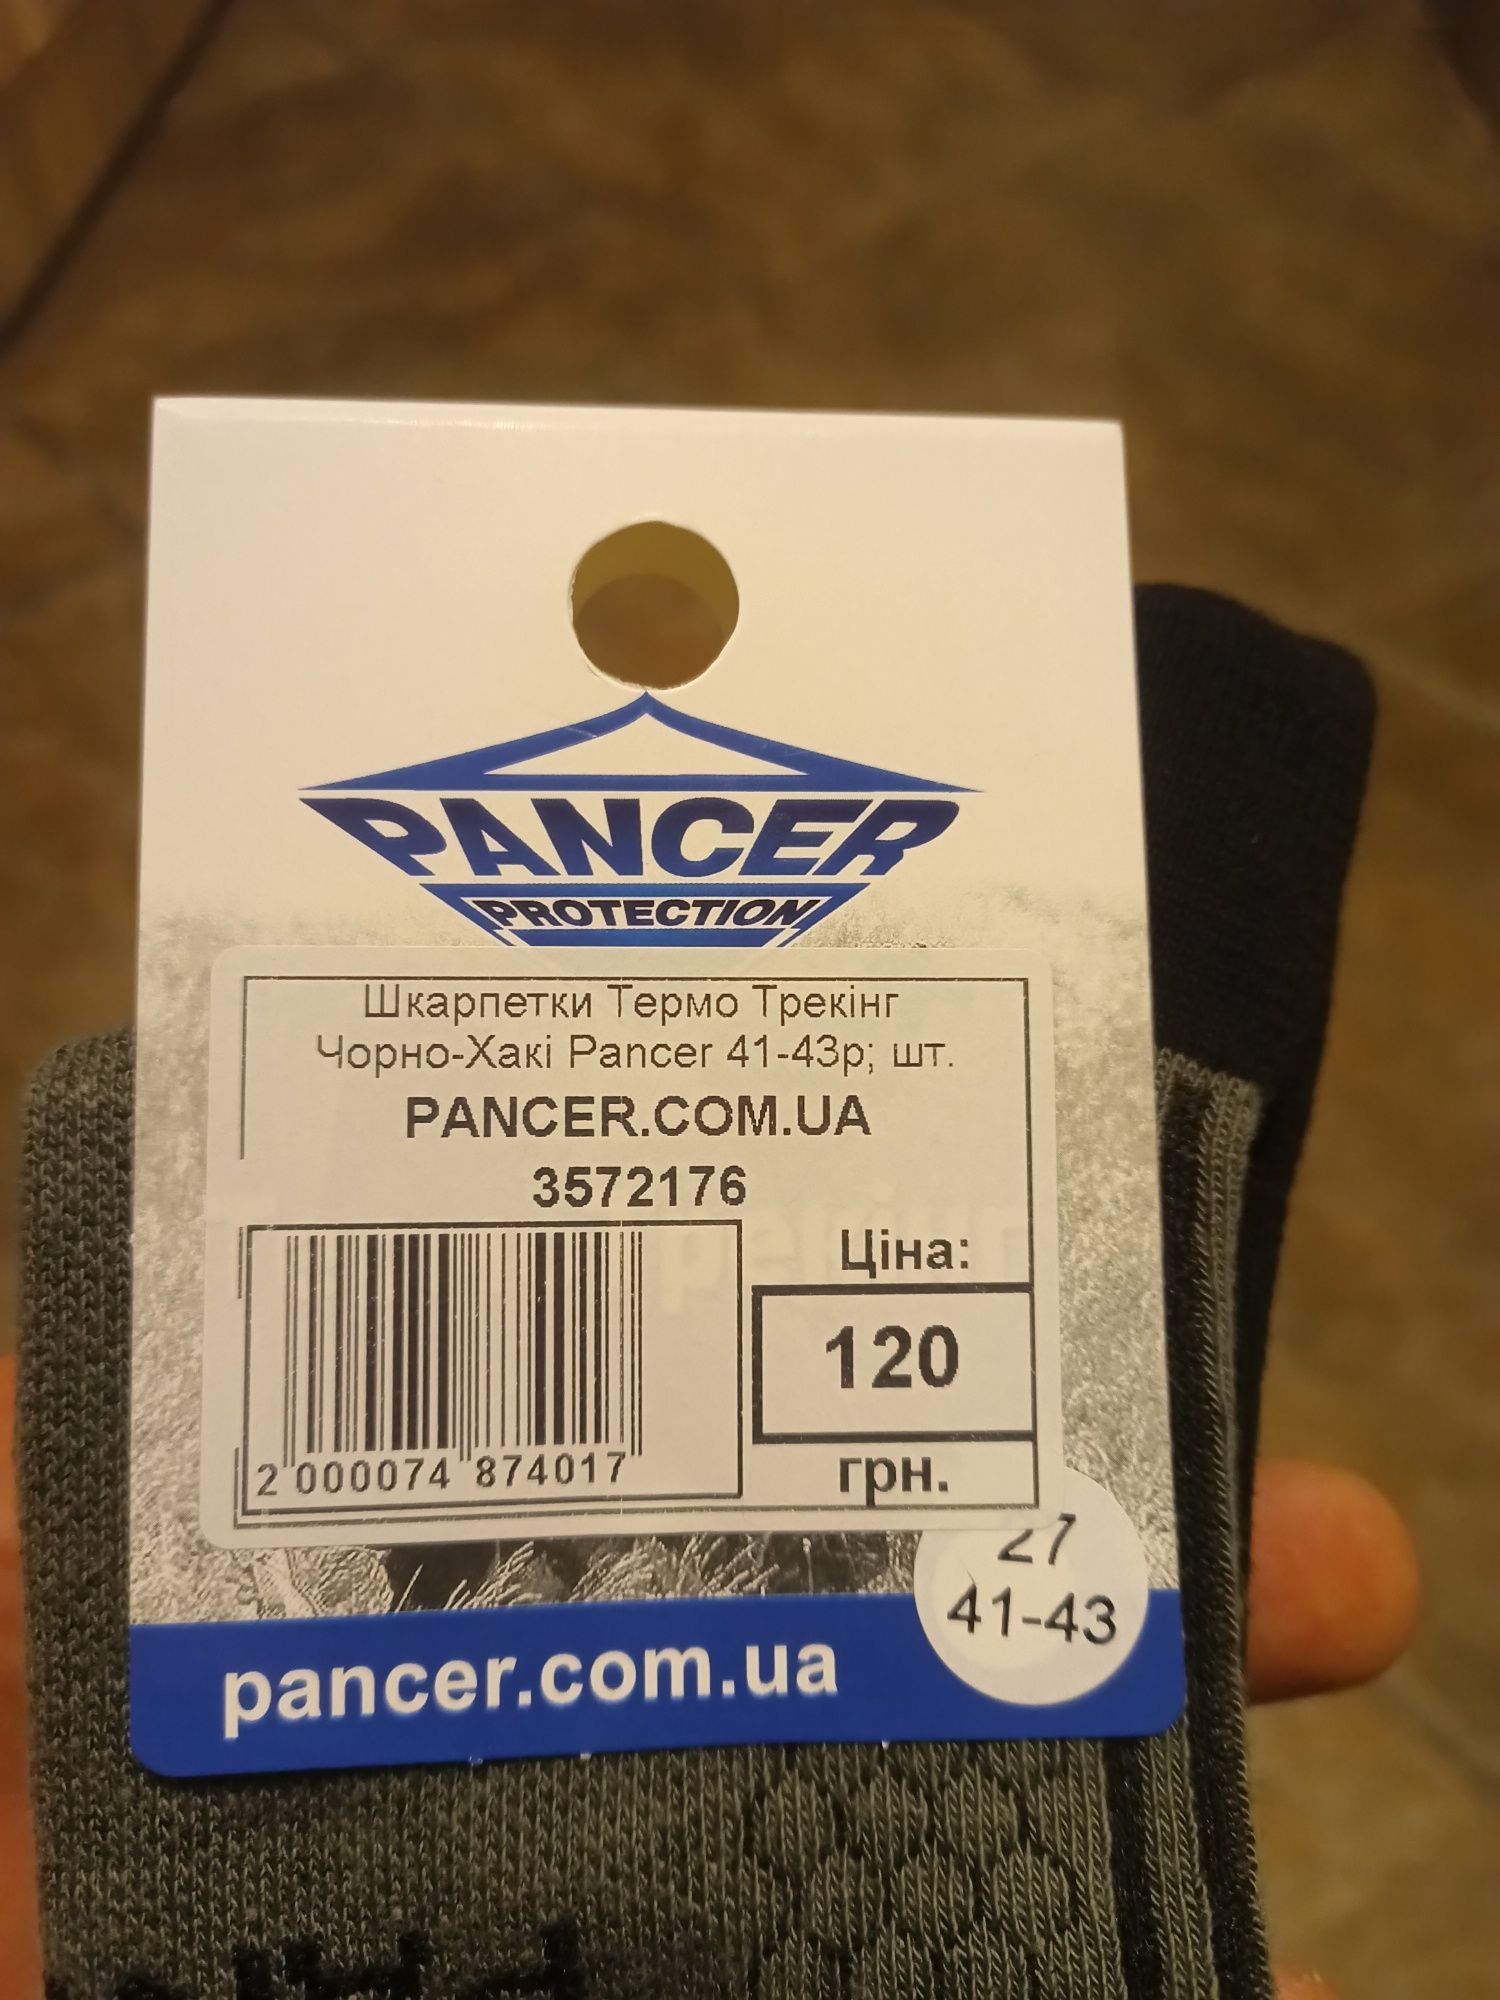 PANCER
PROTECTION
Шкарпетки Термо Трекінг
Чорно-Хакі Pancer 41-43р; шт.
PANCER.COM.UA
3572176
Ціна:
120
грн.
2 000074 874017
27
41-43
pancer.com.ua